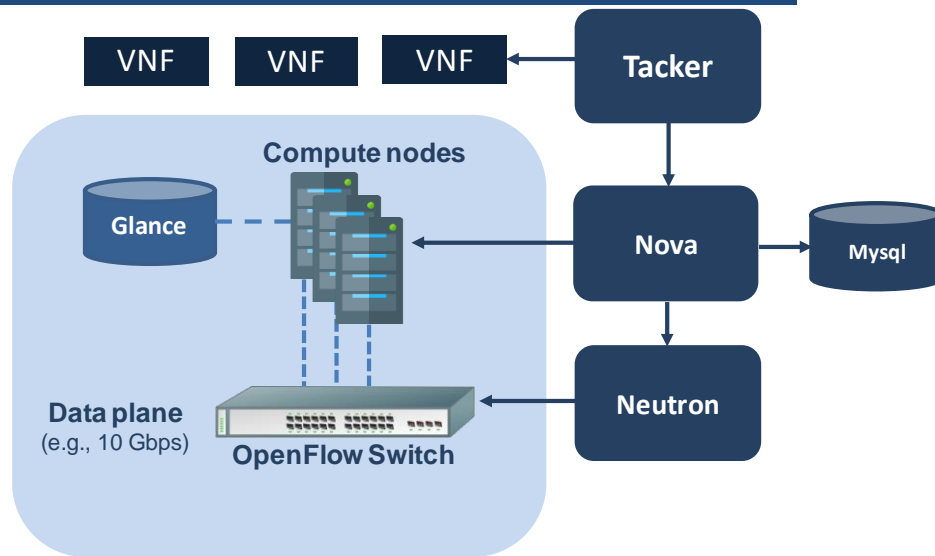 VNF
VNF
VNF
Tacker
Compute nodes
Glance
Nova
Mysql
Data plane
(e.g., 10 Gbps)
OpenFlow Switch
Neutron